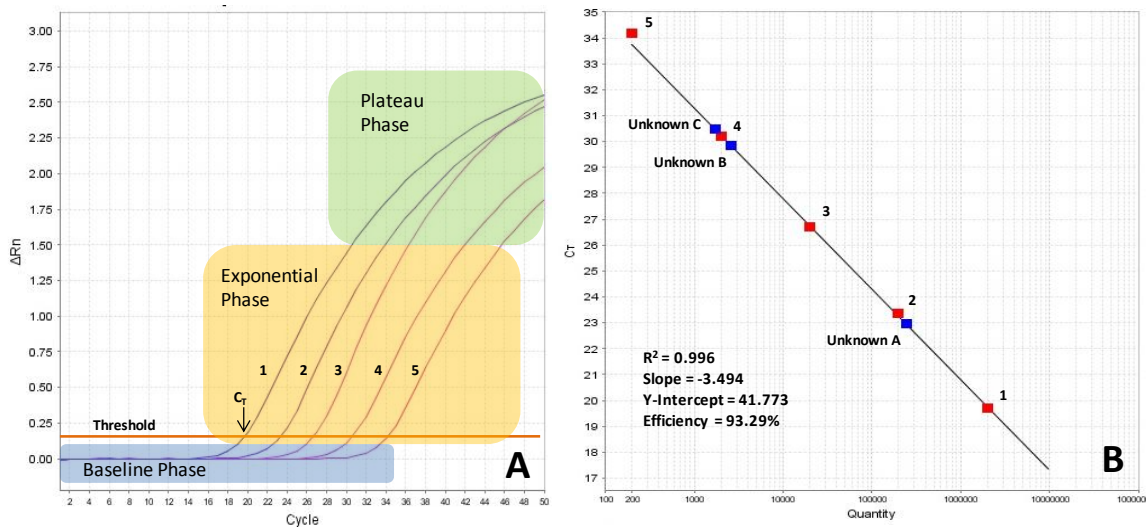 3.00
2.75
2.50
2.25
2.00
1.75
1.50
1.25
1.00
0.75
0.50
0.25
0.00
ΔRn
Plateau
Phase
Exponential
Phase
1 2 3 4 5
CT
Threshold
Baseline Phase
A
2 4 6 8 10 12 14 16 18 20 22 24 26 28 30 32 34 36 38 40 42 44 46 48 50
Cycle
35
34
33
32
31
30
29
28
27
26
25
24
23
22
21
20
19
18
17
CT
5
Unknown C
4
Unknown B
3
2
Unknown A
1
R2 = 0.996
Slope = -3.494
Y-Intercept = 41.773
Efficiency = 93.29%
B
100 200 1000 10000 100000 1000000 10000000 1000000
Quantity